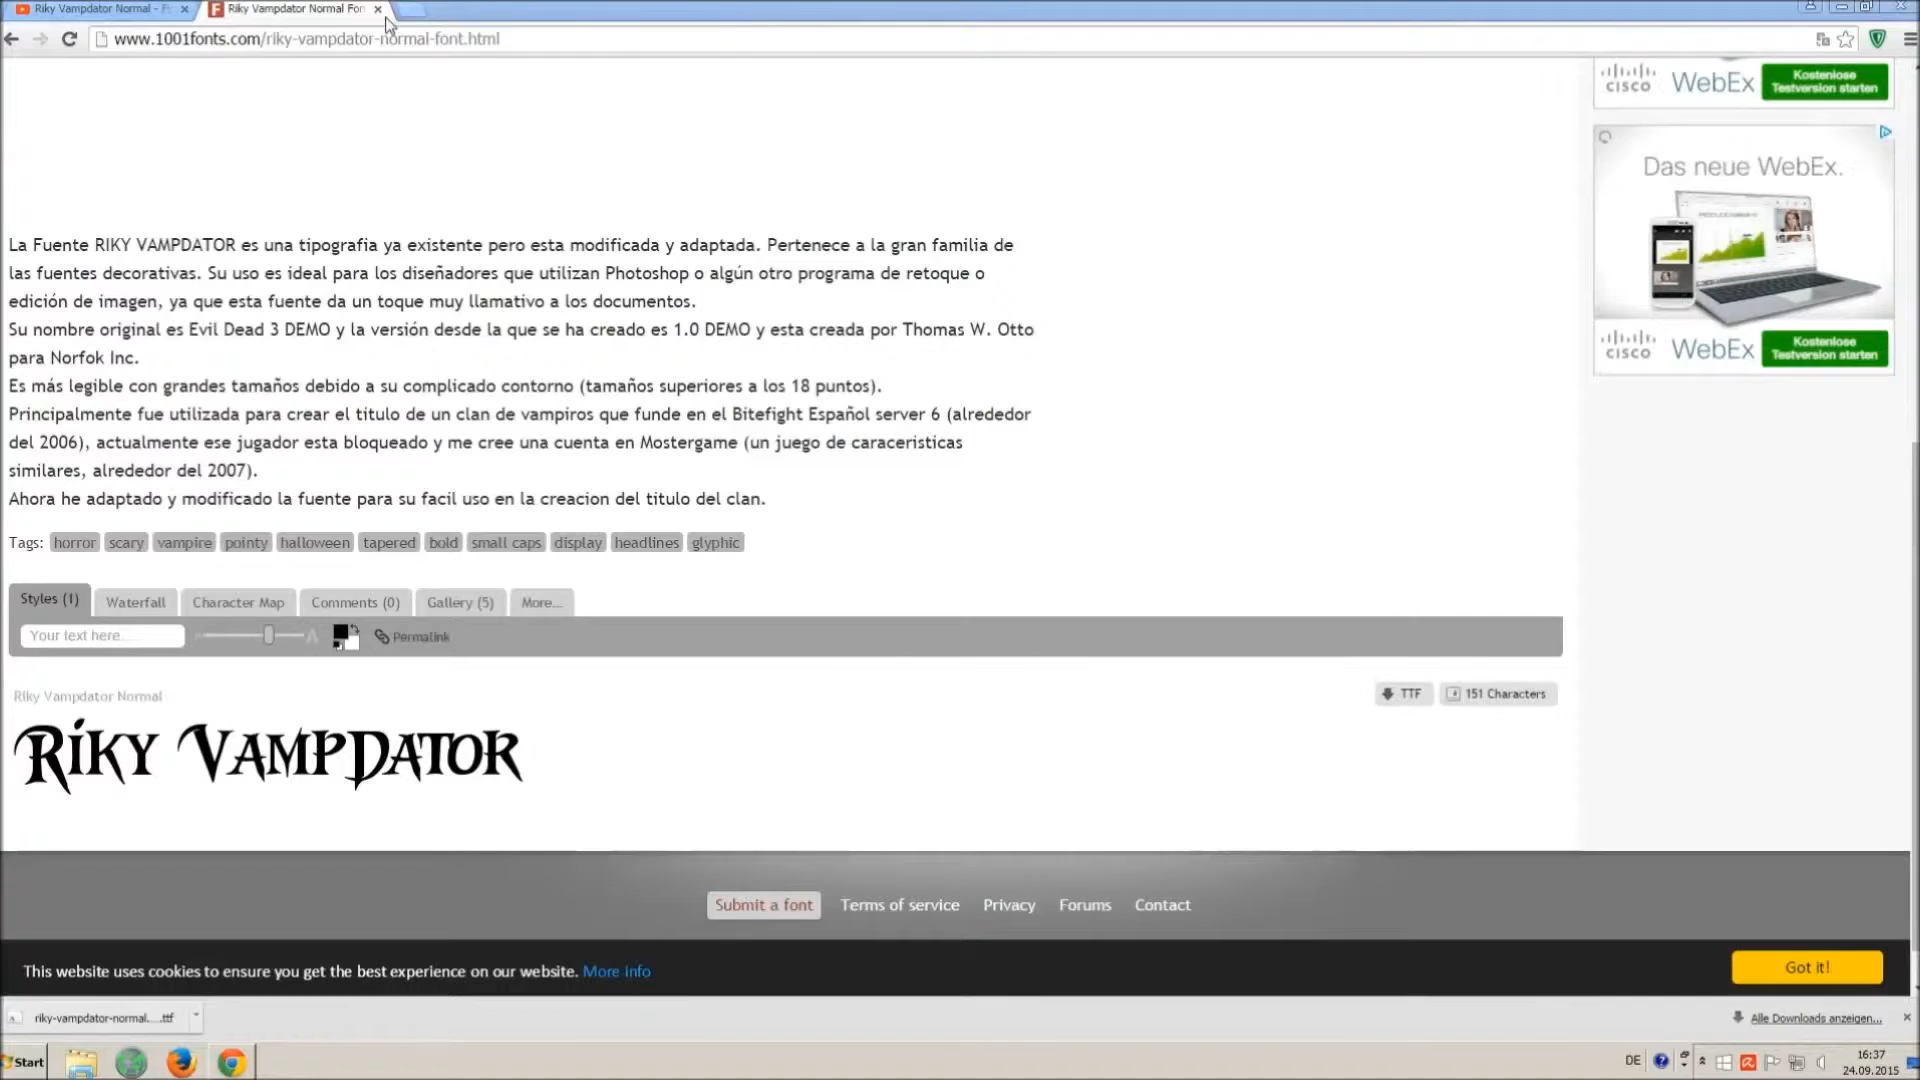 Riky Vampdator Normal -
Riky Vampdator Normal Fon
www.1001fonts.com/riky-vampdator-normal-font.html
CISCO WebEx Kostenlose Testversion starten
Das neue WebEx.
CISCO WebEx Kostenlose Testversion starten
La Fuente RIKY VAMPDATOR es una tipografia ya existente pero esta modificada y adaptada. Pertenece a la gran familia de
las fuentes decorativas. Su uso es ideal para los diseñadores que utilizan Photoshop o algún otro programa de retoque o
edición de imagen, ya que esta fuente da un toque muy llamativo a los documentos.
Su nombre original es Evil Dead 3 DEMO y la versión desde la que se ha creado es 1.0 DEMO y esta creada por Thomas W. Otto
para Norfok Inc.
Es más legible con grandes tamaños debido a su complicado contorno (tamaños superiores a los 18 puntos).
Principalmente fue utilizada para crear el titulo de un clan de vampiros que funde en el Bitefight Español server 6 (alrededor
del 2006), actualmente ese jugador esta bloqueado y me cree una cuenta en Mostergame (un juego de caraceristicas
similares, alrededor del 2007).
Ahora he adaptado y modificado la fuente para su facil uso en la creacion del titulo del clan.
Tags: horror scary vampire pointy halloween tapered bold small caps display headlines glyphic
Styles (1) Waterfall Character Map Comments (0) Gallery (5) More...
Your text here... Permalink
Riky Vampdator Normal TTF 151 Characters
Riky VampDator
Submit a font Terms of service Privacy Forums Contact
This website uses cookies to ensure you get the best experience on our website. More info Got it!
riky-vampdator-normal....ttf Alle Downloads anzeigen...
Start DE 16:37
24.09.2015